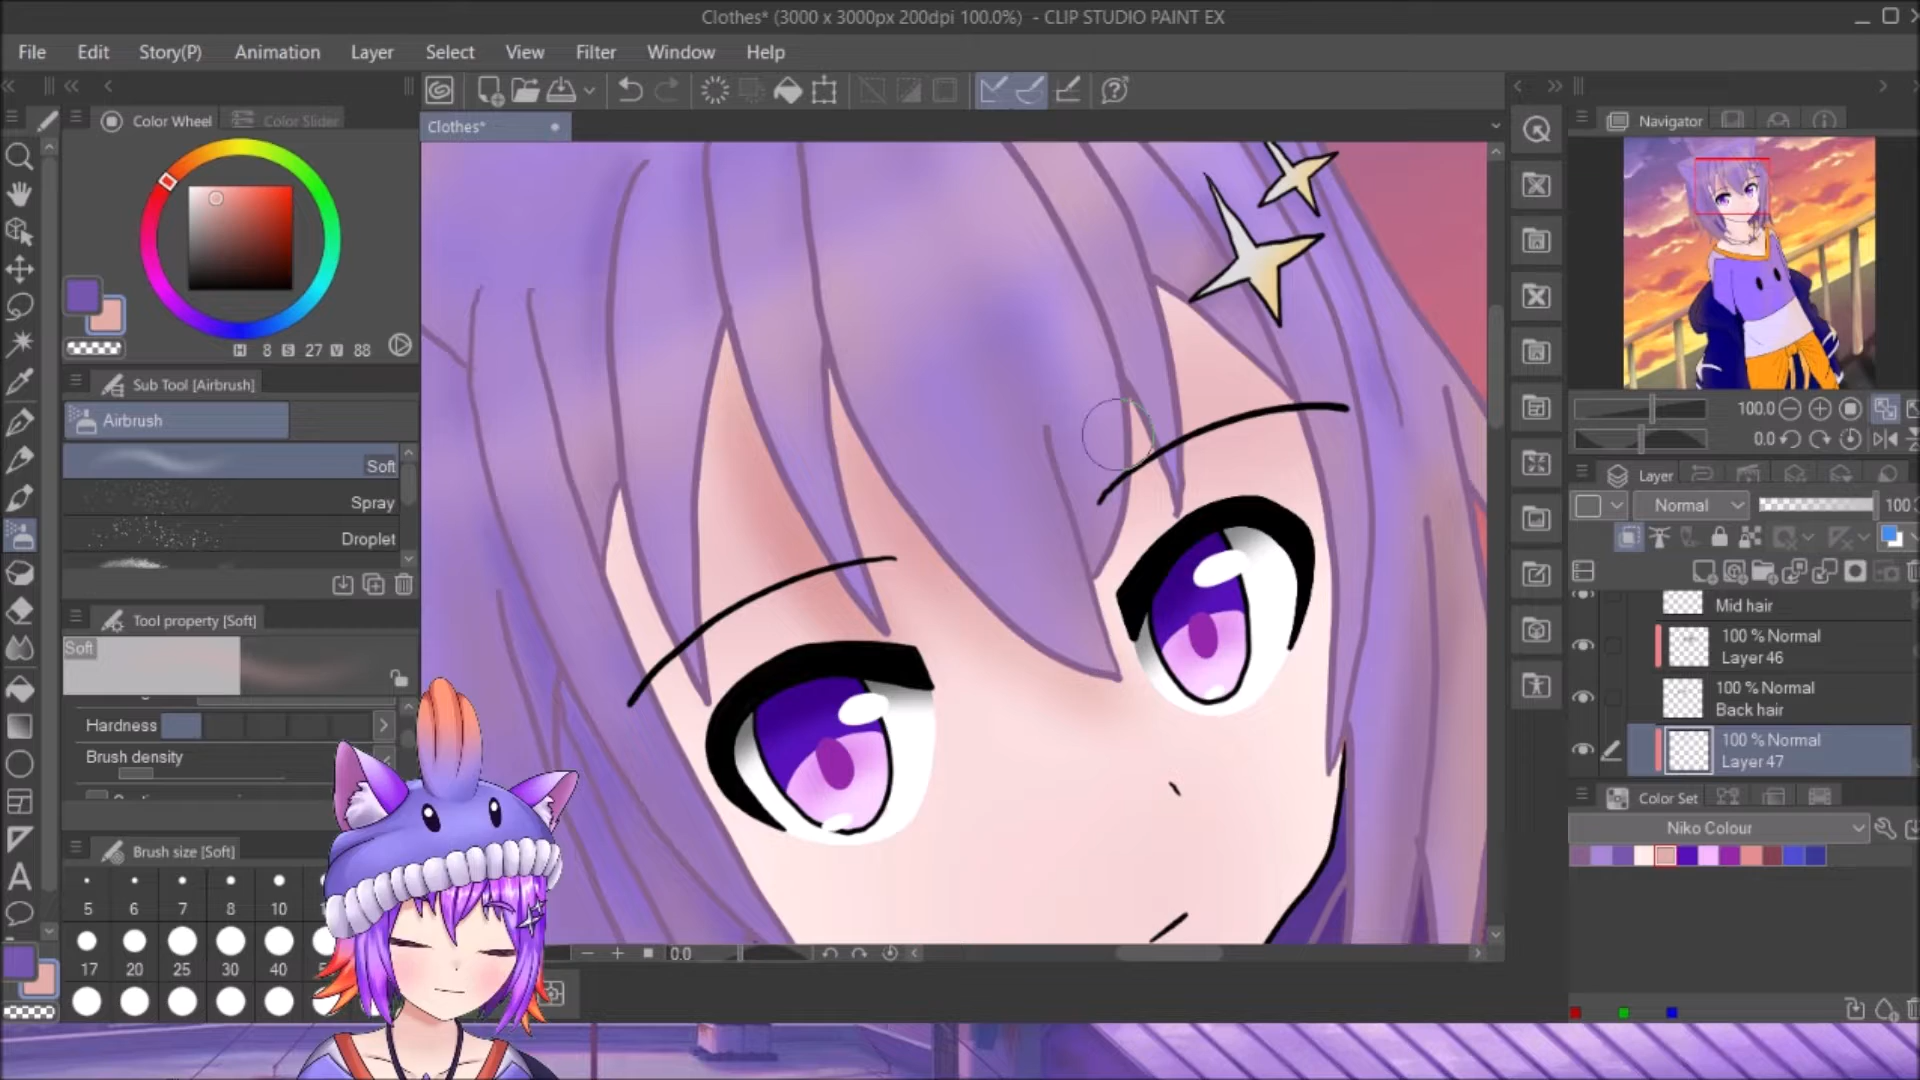 Clothes* (3000 x 3000px 200dpi 100.0%) - CLIP STUDIO PAINT EX
File Edit Story(P) Animation Layer Select View Filter Window Help
Color Wheel Color Slider
Clothes*
Navigator
H 8 S 27 V 88
Sub Tool [Airbrush]
Airbrush
Soft
Spray
Droplet
Tool property [Soft]
Soft
Hardness
Brush density
Brush size [Soft]
5 6 7 8 10
17 20 25 30 40
0.0
100.0
0.0
Layer
Normal 100
Mid hair
100 % Normal
Layer 46
100 % Normal
Back hair
100 % Normal
Layer 47
Color Set
Niko Colour